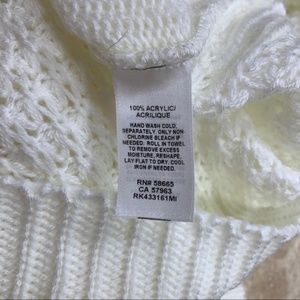 100% ACRYLIC/
ACRILIQUE
HAND WASH COLD,
SEPARATELY, ONLY NON
CHLORINE BLEACH IF
NEEDED. ROLL IN TOWEL
TO REMOVE EXCESS
MOISTURE, RESHAPE,
LAY FLAT TO DRY, COOL
IRON IF NEEDED.
RN# 58665
CA 57963
RK433161MI